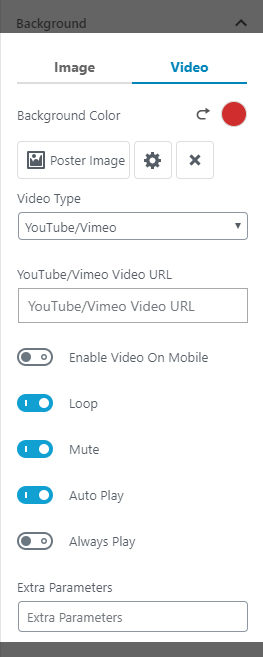 Background
Image Video
Background Color
Poster Image
Video Type
YouTube/Vimeo
YouTube/Vimeo Video URL
YouTube/Vimeo Video URL
Enable Video On Mobile
Loop
Mute
Auto Play
Always Play
Extra Parameters
Extra Parameters